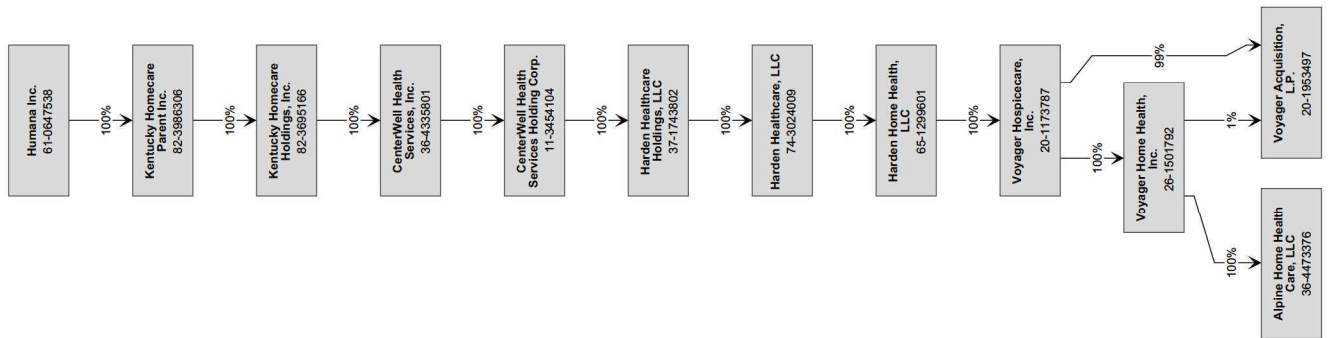 Humana Inc.
61-0647538
100%
Kentucky Homecare
Parent Inc.
82-3986306
100%
Kentucky Homecare
Holdings, Inc.
82-3695166
100%
CenterWell Health
Services, Inc.
36-4335801
100%
CenterWell Health
Services Holding Corp.
11-3454104
100%
Harden Healthcare
Holdings, LLC
37-1743802
100%
Harden Healthcare, LLC
74-3024009
100%
Harden Home Health,
LLC
65-1299601
100%
Voyager Hospicecare,
Inc.
20-1173787
99%
100%
Voyager Home Health,
Inc.
26-1501792
1%
100%
Voyager Acquisition,
L.P.
20-1953497
Alpine Home Health
Care, LLC
36-4473376